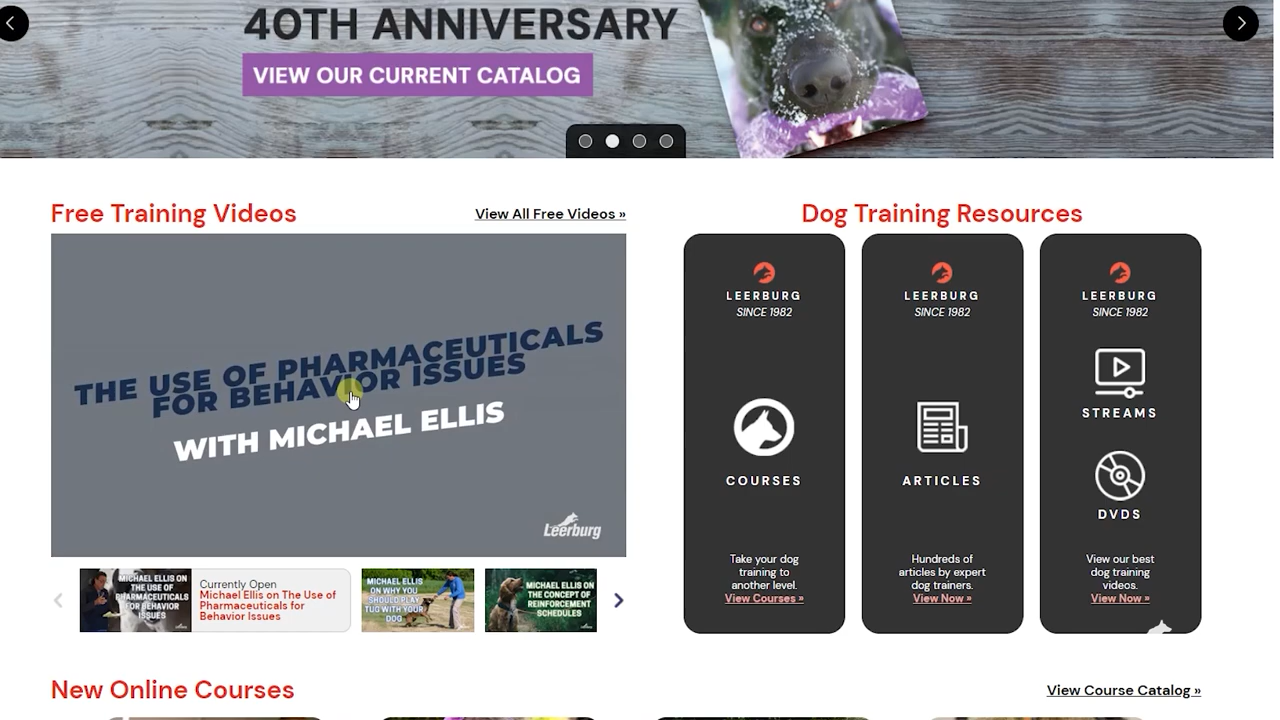 40TH ANNIVERSARY
VIEW OUR CURRENT CATALOG
Free Training Videos
View All Free Videos »
THE USE OF PHARMACEUTICALS
FOR BEHAVIOR ISSUES
WITH MICHAEL ELLIS
Leerburg
MICHAEL ELLIS ON
THE USE OF
PHARMACEUTICALS
FOR BEHAVIOR
ISSUES
Currently Open
Michael Ellis on The Use of
Pharmaceuticals for
Behavior Issues
MICHAEL ELLIS
ON WHY YOU
SHOULD PLAY
TUG WITH YOUR
DOG
MICHAEL ELLIS ON
THE CONCEPT OF
REINFORCEMENT
SCHEDULES
Dog Training Resources
LEERBURG
SINCE 1982
COURSES
Take your dog
training to
another level.
View Courses »
LEERBURG
SINCE 1982
ARTICLES
Hundreds of
articles by expert
dog trainers.
View Now »
LEERBURG
SINCE 1982
STREAMS
DVDS
View our best
dog training
videos.
View Now »
New Online Courses
View Course Catalog »